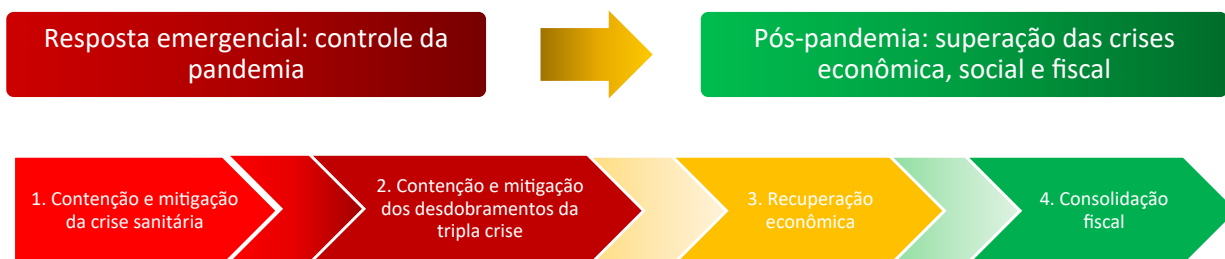 Resposta emergencial: controle da
pandemia
Pós-pandemia: superação das crises
econômica, social e fiscal
1. Contenção e mitigação
da crise sanitária
2. Contenção e mitigação
dos desdobramentos da
tripla crise
3. Recuperação
econômica
4. Consolidação
fiscal